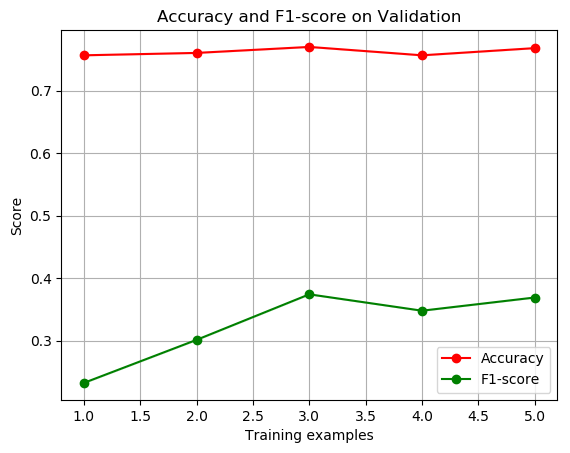 Accuracy and F1-score on Validation
Score
0.7
0.6
0.5
0.4
0.3
Accuracy
F1-score
1.0 1.5 2.0 2.5 3.0 3.5 4.0 4.5 5.0
Training examples